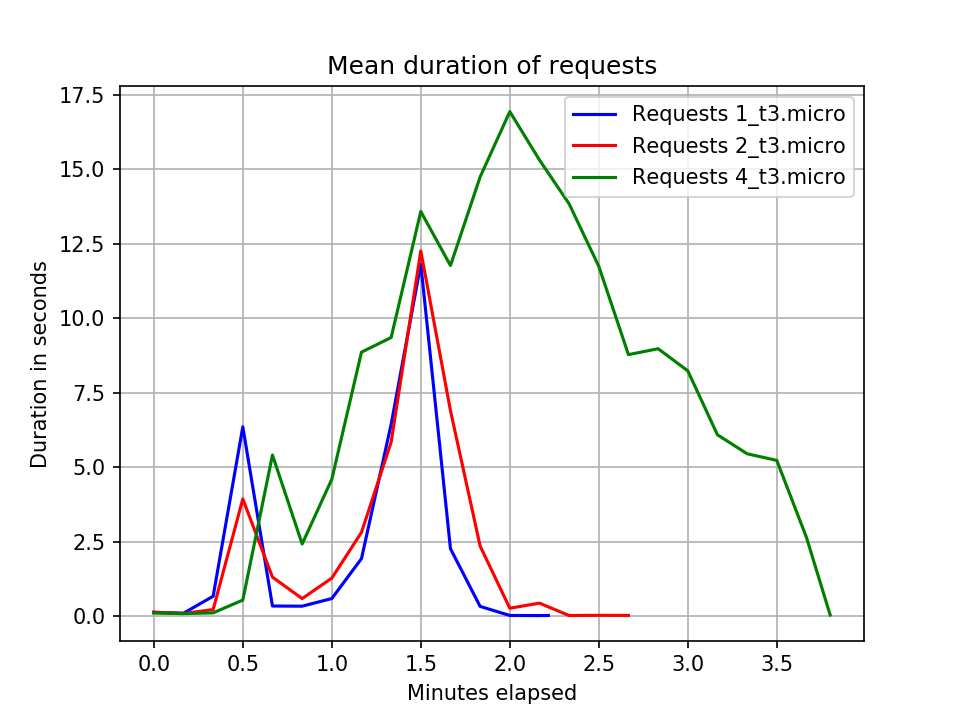 Mean duration of requests
17.5
15.0
12.5
10.0
7.5
5.0
2.5
0.0
Duration in seconds
Requests 1_t3.micro
Requests 2_t3.micro
Requests 4_t3.micro
0.0 0.5 1.0 1.5 2.0 2.5 3.0 3.5
Minutes elapsed